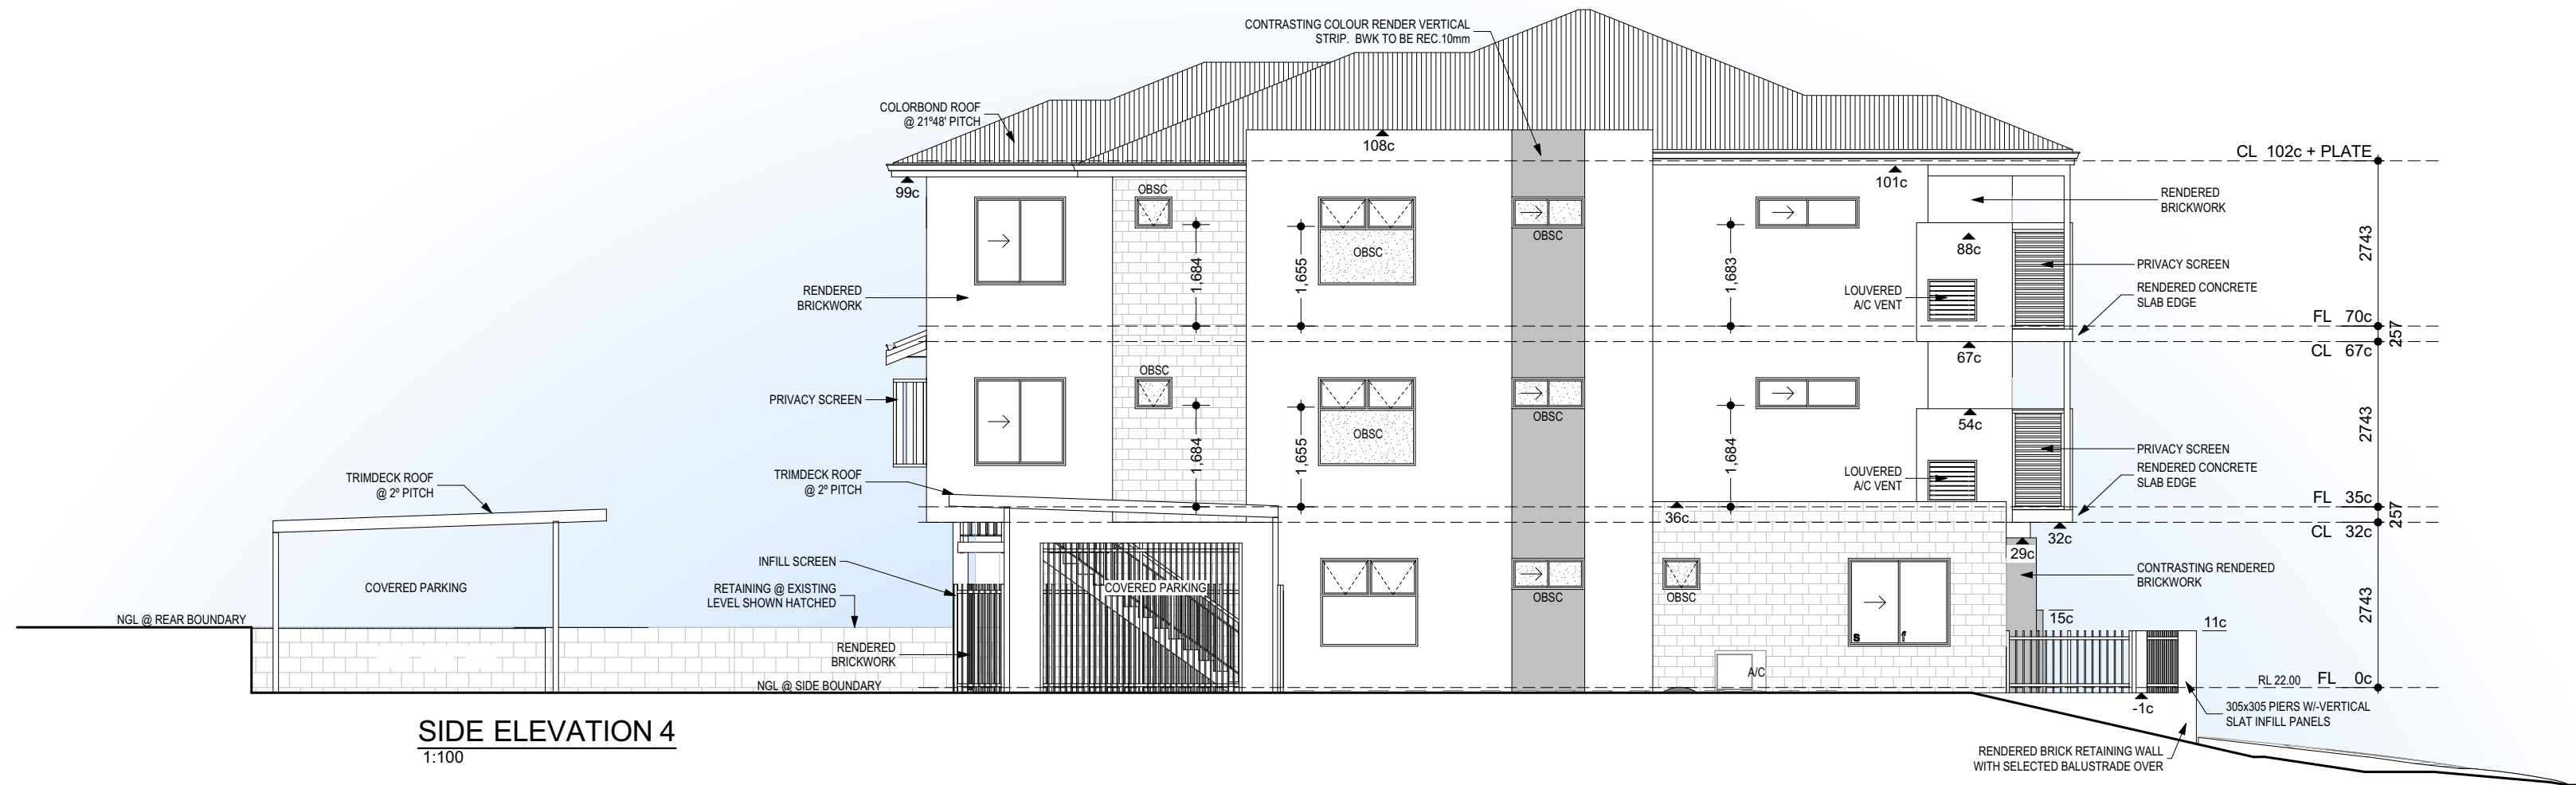 CONTRASTING COLOUR RENDER VERTICAL
STRIP. BWK TO BE REC.10mm
COLORBOND ROOF
@ 21º48' PITCH
108c
CL 102c + PLATE
99c
101c
OBSC
RENDERED
BRICKWORK
OBSC
OBSC
88c
2743
1,684
1,655
1,683
PRIVACY SCREEN
RENDERED
BRICKWORK
LOUVERED
A/C VENT
RENDERED CONCRETE
SLAB EDGE
FL 70c
257
CL 67c
67c
OBSC
PRIVACY SCREEN
OBSC
OBSC
54c
2743
1,684
1,655
1,684
PRIVACY SCREEN
TRIMDECK ROOF
@ 2º PITCH
TRIMDECK ROOF
@ 2º PITCH
LOUVERED
A/C VENT
RENDERED CONCRETE
SLAB EDGE
FL 35c
257
CL 32c
36c
32c
29c
INFILL SCREEN
COVERED PARKING
RETAINING @ EXISTING
LEVEL SHOWN HATCHED
COVERED PARKING
OBSC
OBSC
CONTRASTING RENDERED
BRICKWORK
2743
NGL @ REAR BOUNDARY
15c
11c
s
f
RENDERED
BRICKWORK
A/C
NGL @ SIDE BOUNDARY
RL 22.00 FL 0c
-1c
305x305 PIERS W/-VERTICAL
SLAT INFILL PANELS
SIDE ELEVATION 4
1:100
RENDERED BRICK RETAINING WALL
WITH SELECTED BALUSTRADE OVER